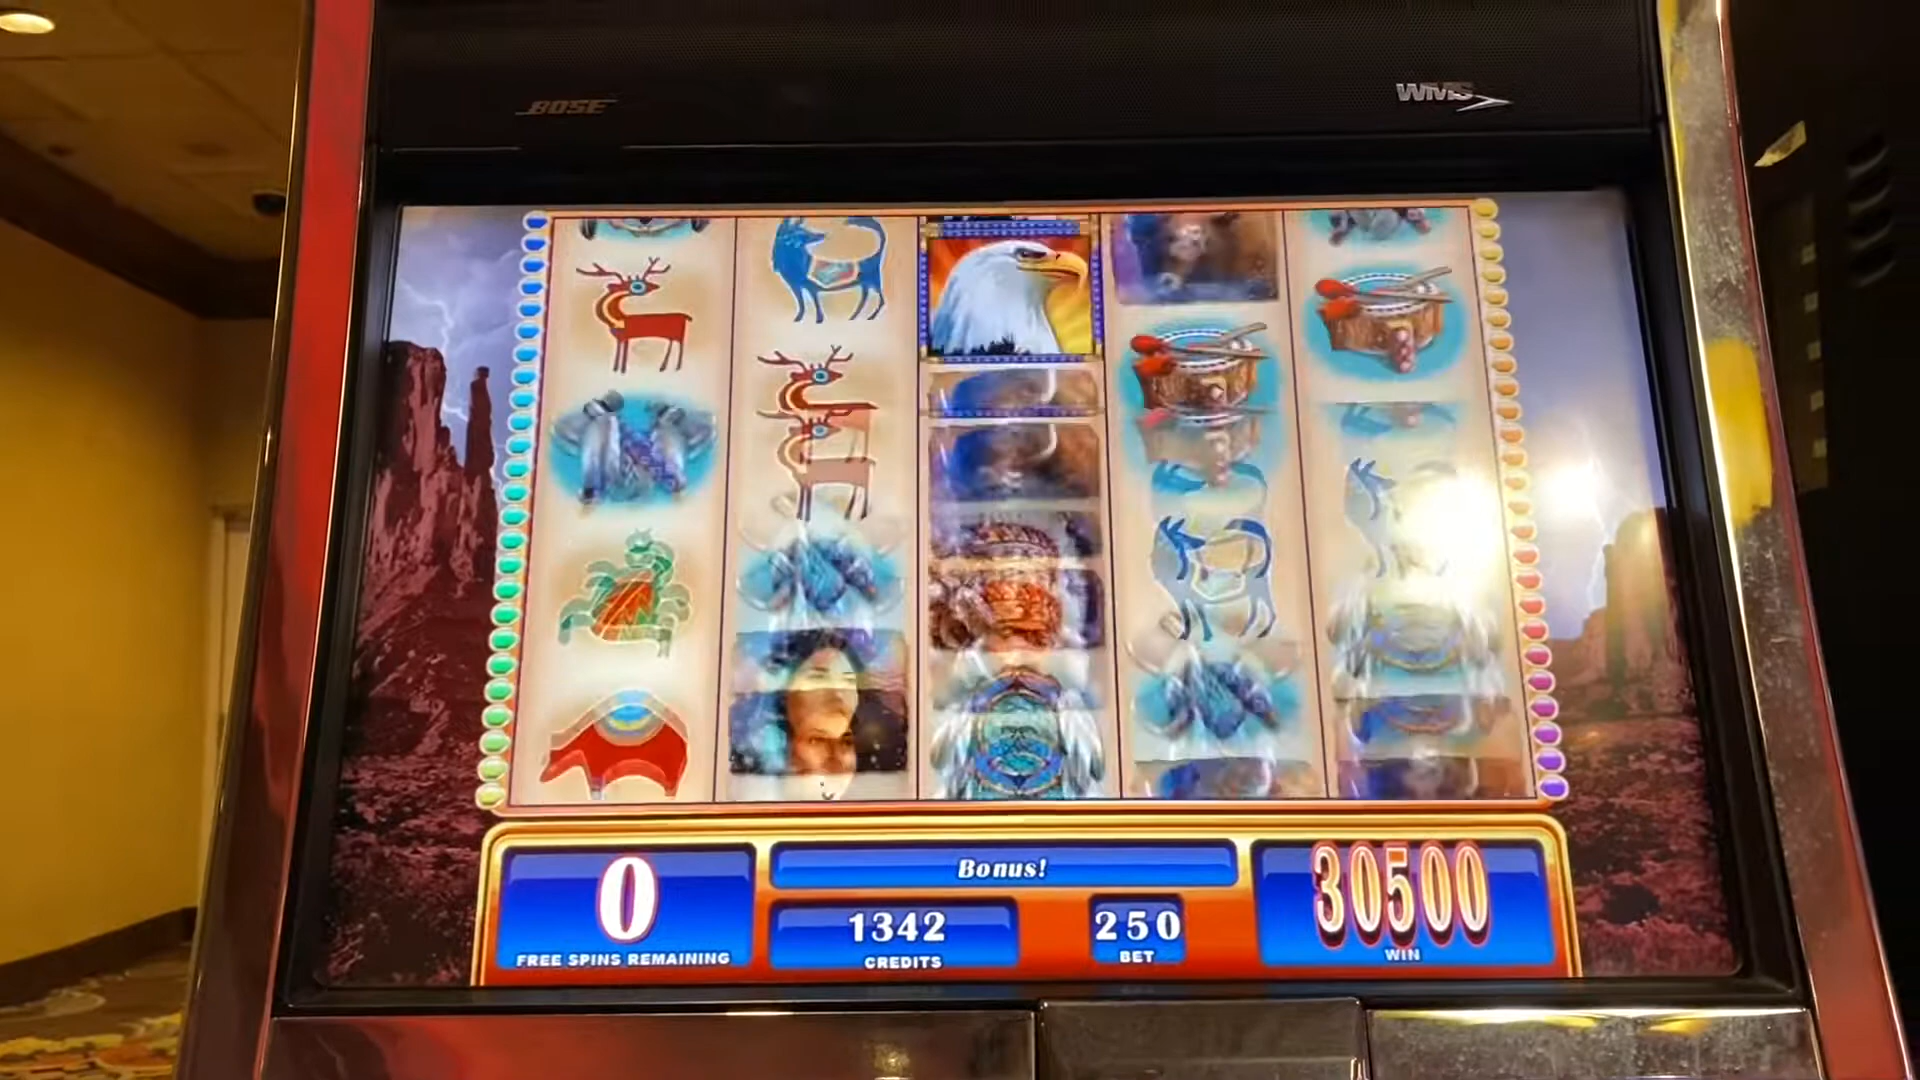 BOSE
WMS
Bonus!
0
FREE SPINS REMAINING
1342
CREDITS
250
BET
30500
WIN